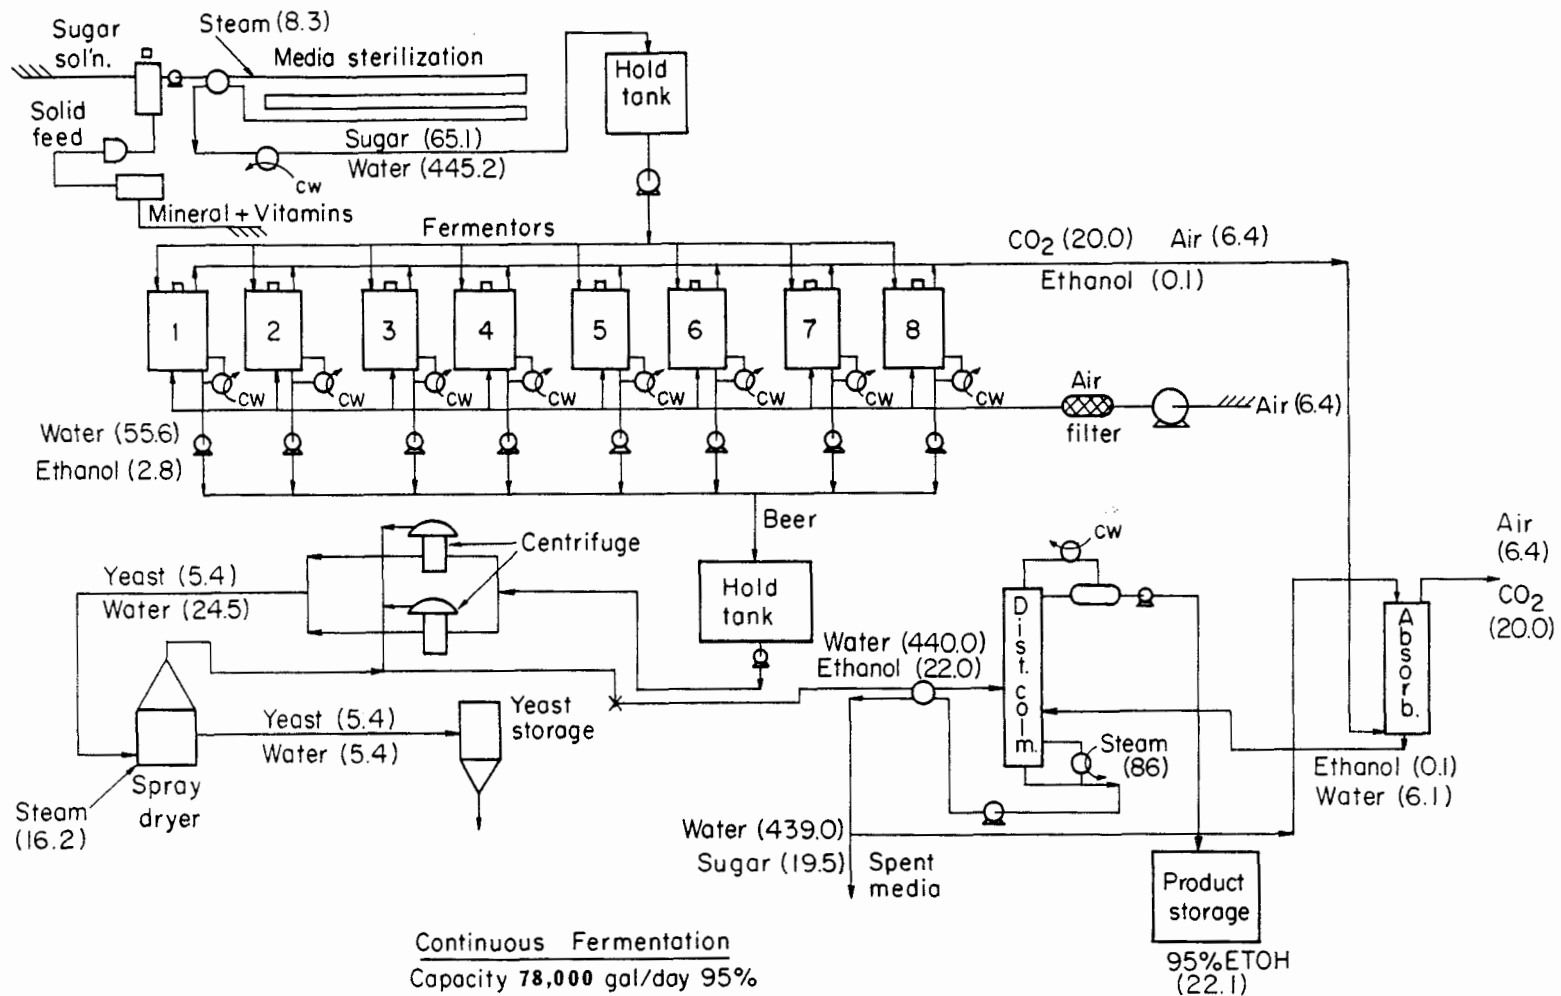 Steam (8.3)
Sugar
sol'n.
Media sterilization
Hold
tank
Solid
feed
Sugar (65.1)
Water (445.2)
cw
Mineral + Vitamins
Fermentors
CO2 (20.0) Air (6.4)
Ethanol (0.1)
1
2
3
4
5
6
7
8
cw
cw
cw
cw
cw
cw
cw
cw
Air
filter
Air (6.4)
Water (55.6)
Ethanol (2.8)
Beer
Centrifuge
cw
Air
(6.4)
CO2
(20.0)
Yeast (5.4)
Water (24.5)
Hold
tank
Dist. colm.
Absorb.
Water (440.0)
Ethanol (22.0)
Yeast
storage
Yeast (5.4)
Water (5.4)
Steam
(86)
Ethanol (0.1)
Water (6.1)
Spray
dryer
Steam
(16.2)
Water (439.0)
Sugar (19.5)
Spent
media
Product
storage
95% ETOH
(22.1)
Continuous Fermentation
Capacity 78,000 gal/day 95%